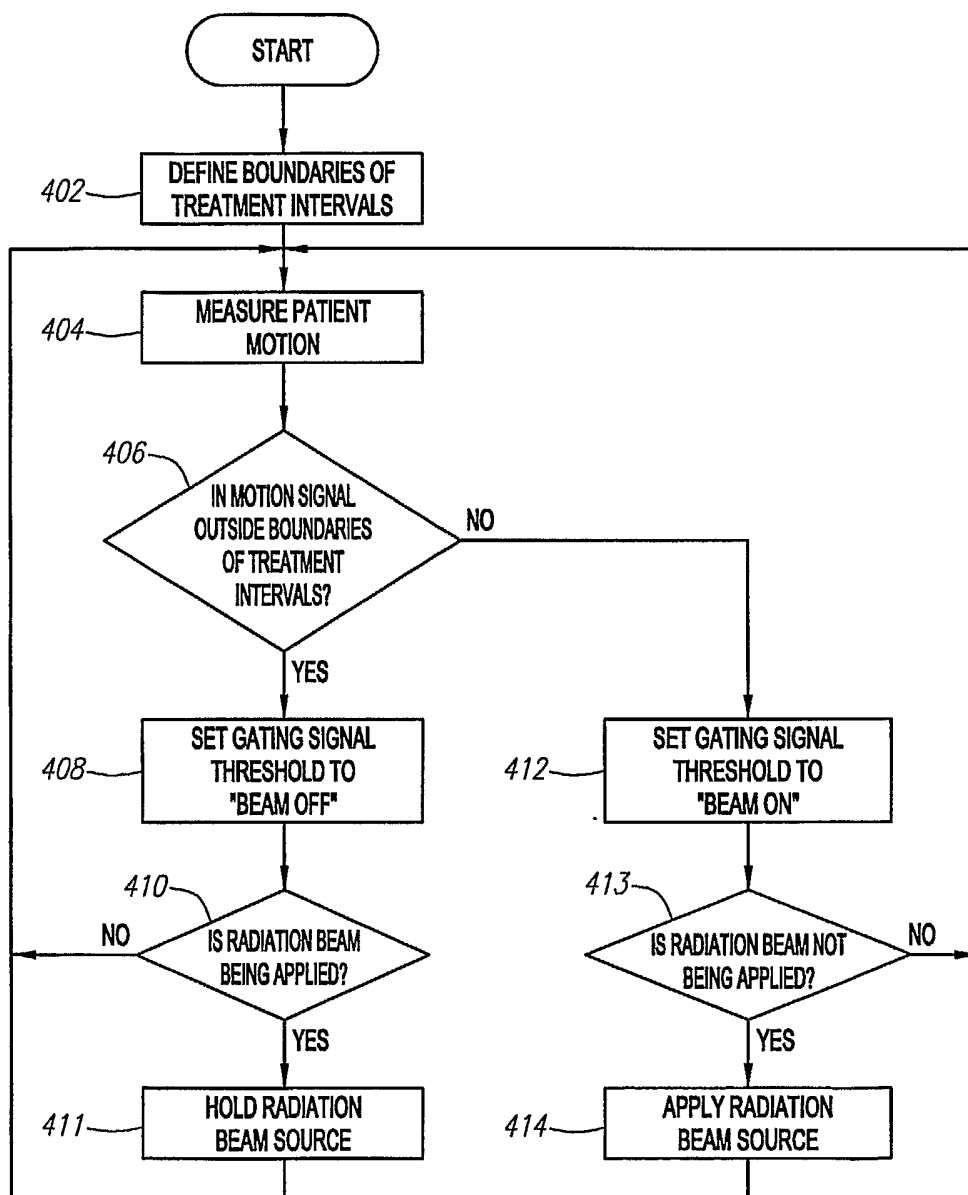 START
402
DEFINE BOUNDARIES OF
TREATMENT INTERVALS
404
MEASURE PATIENT
MOTION
406
IN MOTION SIGNAL
OUTSIDE BOUNDARIES
OF TREATMENT
INTERVALS?
NO
YES
408
SET GATING SIGNAL
THRESHOLD TO
"BEAM OFF"
412
SET GATING SIGNAL
THRESHOLD TO
"BEAM ON"
410
NO
IS RADIATION BEAM
BEING APPLIED?
YES
413
IS RADIATION BEAM NOT
BEING APPLIED?
NO
YES
411
HOLD RADIATION
BEAM SOURCE
414
APPLY RADIATION
BEAM SOURCE